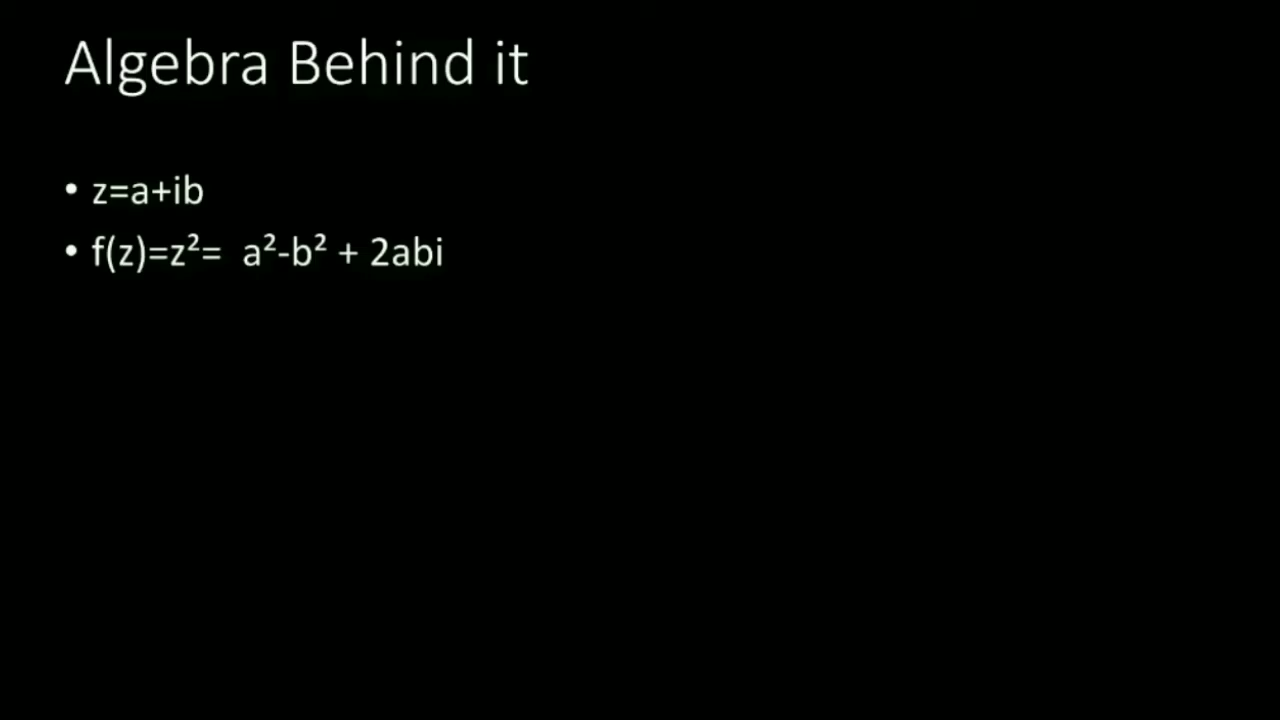 Algebra Behind it
• z=a+ib
• f(z)=z²=  a²-b² + 2abi